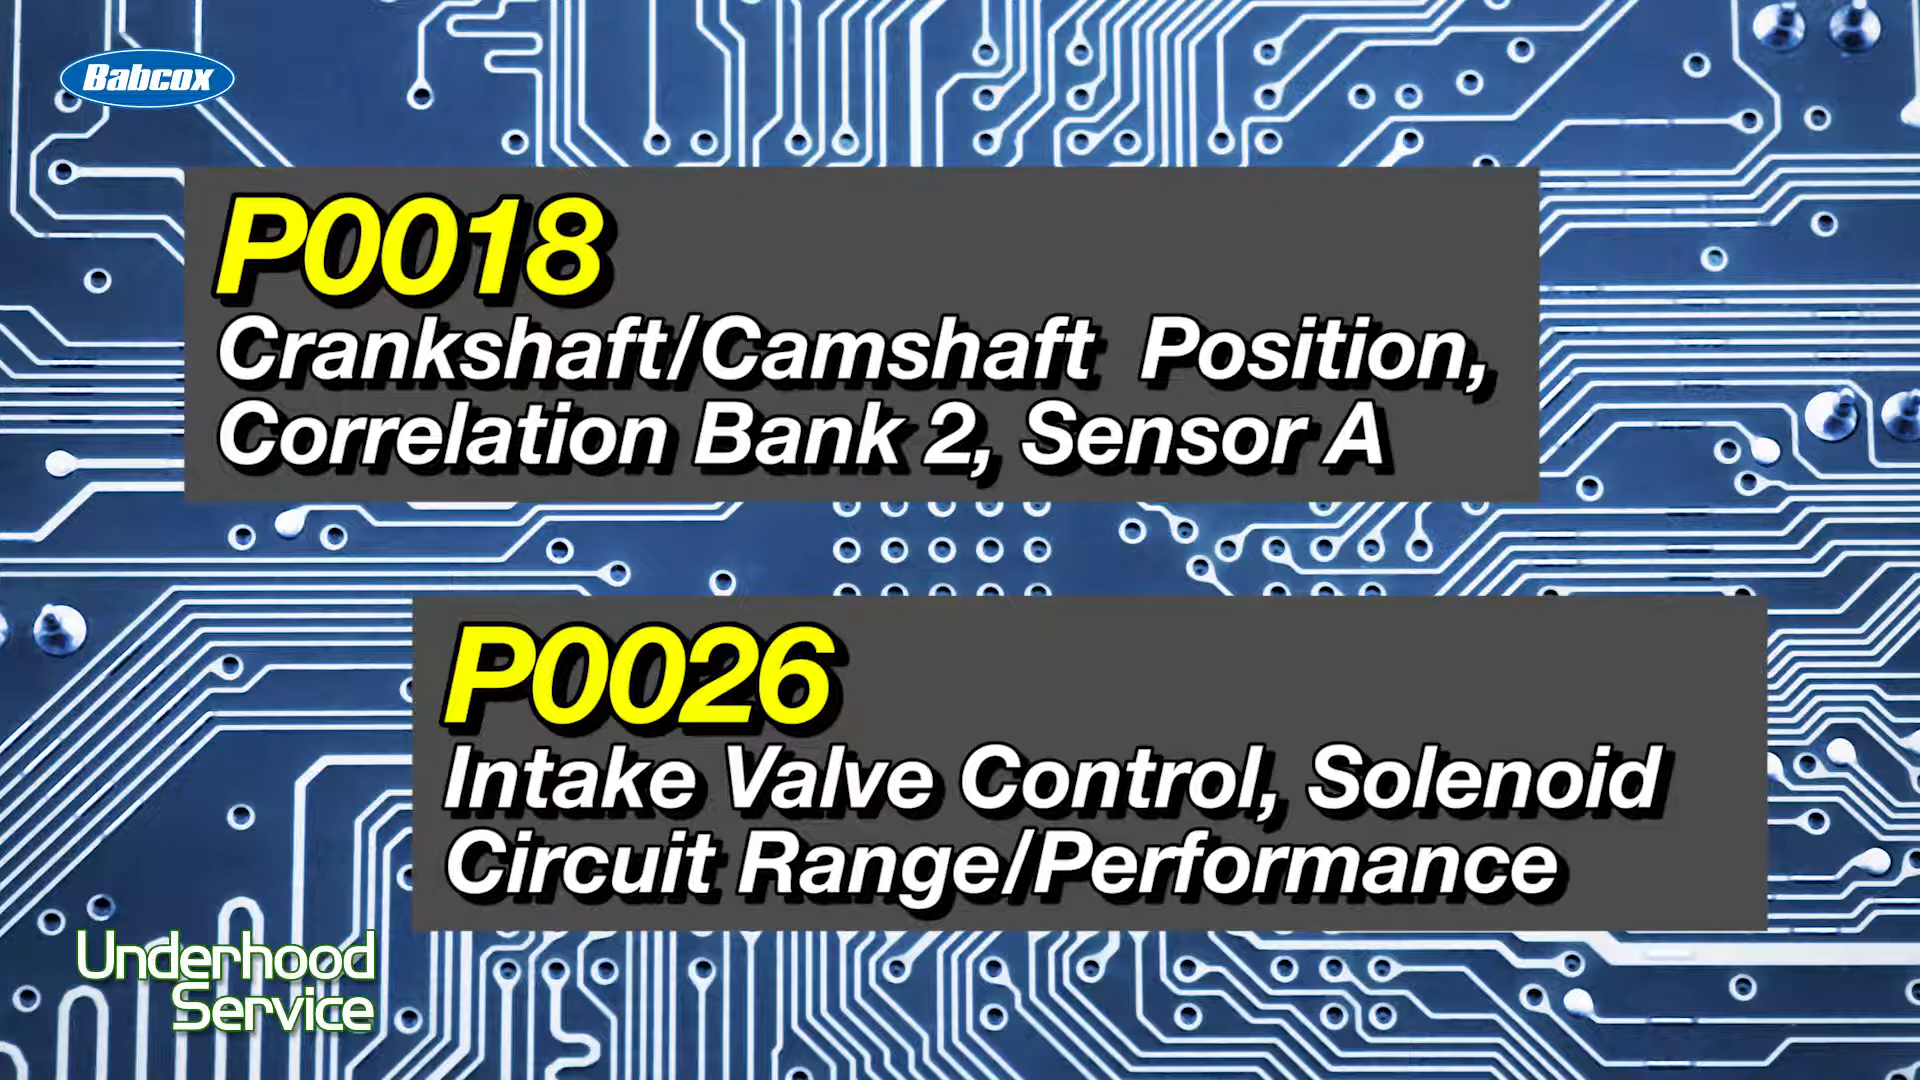 Babcox
P0018
Crankshaft/Camshaft Position,
Correlation Bank 2, Sensor A
P0026
Intake Valve Control, Solenoid
Circuit Range/Performance
Underhood
Service